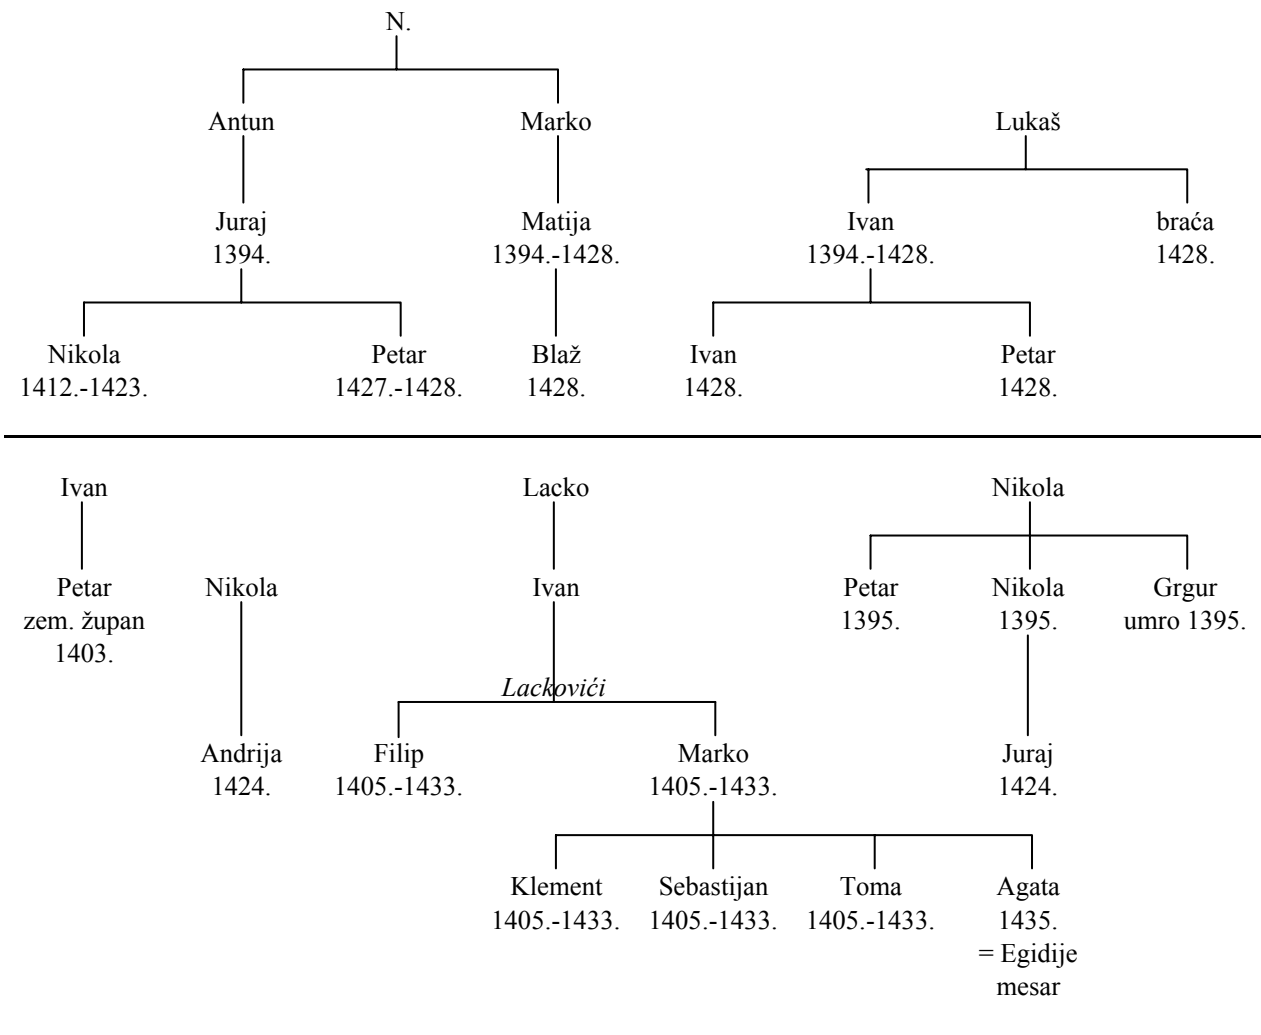 N.
Antun Marko Lukaš
Juraj Matija Ivan braća
1394. 1394.-1428. 1394.-1428. 1428.
Nikola Petar Blaž Ivan Petar
1412.-1423. 1427.-1428. 1428. 1428. 1428.
Ivan Lacko Nikola
Petar Nikola Ivan Petar Nikola Grgur
zem. župan 1395. 1395. umro 1395.
1403.
Lackovići
Andrija Filip Marko Juraj
1424. 1405.-1433. 1405.-1433. 1424.
Klement Sebastijan Toma Agata
1405.-1433. 1405.-1433. 1405.-1433. 1435.
= Egidije
mesar